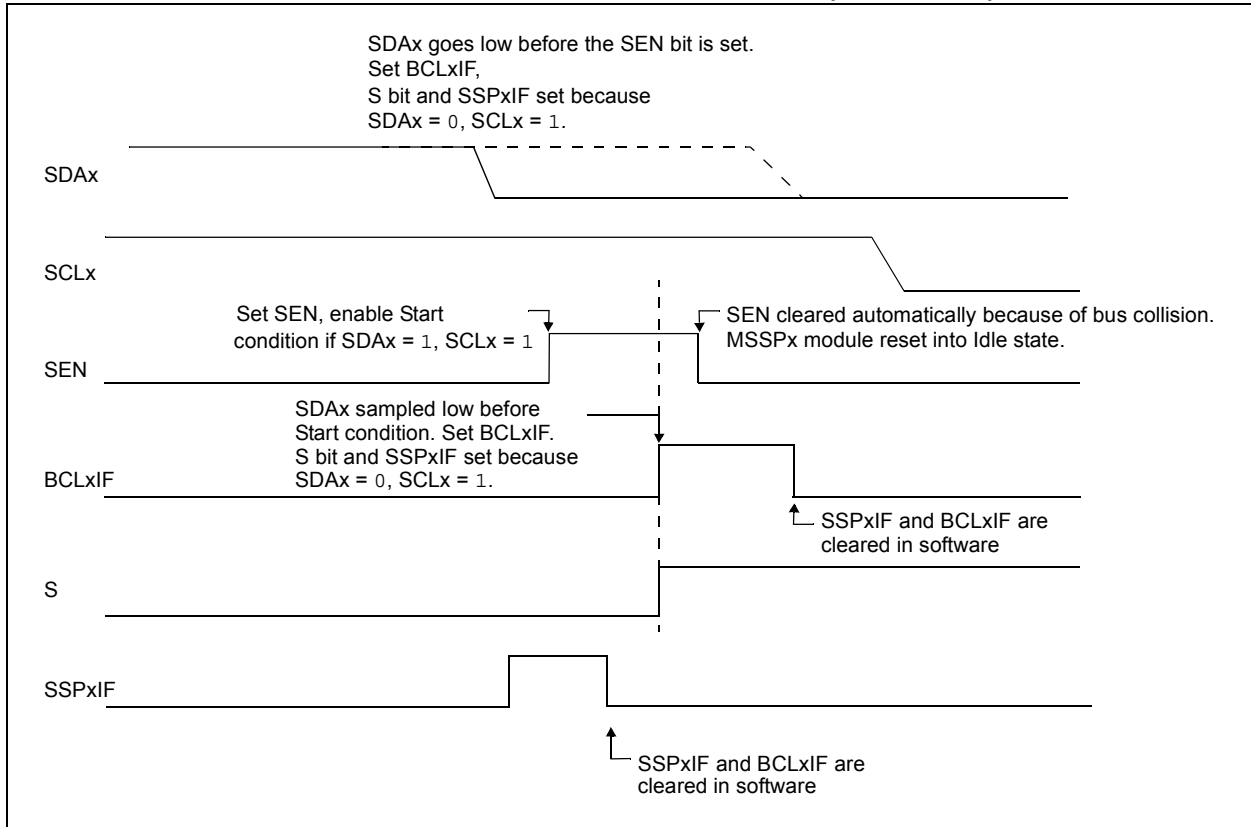 SDAx goes low before the SEN bit is set.
Set BCLxIF,
S bit and SSPxIF set because
SDAx = 0, SCLx = 1.
SDAx
SCLx
Set SEN, enable Start
condition if SDAx = 1, SCLx = 1
SEN cleared automatically because of bus collision.
MSSPx module reset into Idle state.
SEN
SDAx sampled low before
Start condition. Set BCLxIF.
S bit and SSPxIF set because
SDAx = 0, SCLx = 1.
BCLxIF
SSPxIF and BCLxIF are
cleared in software
S
SSPxIF
SSPxIF and BCLxIF are
cleared in software